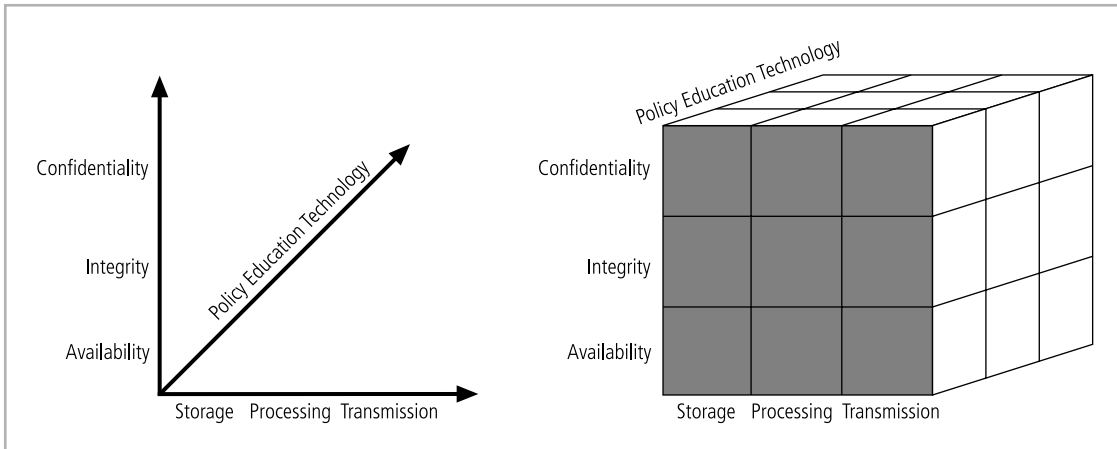 Confidentiality
Integrity
Availability
Policy Education Technology
Storage Processing Transmission
Policy Education Technology
Confidentiality
Integrity
Availability
Storage Processing Transmission